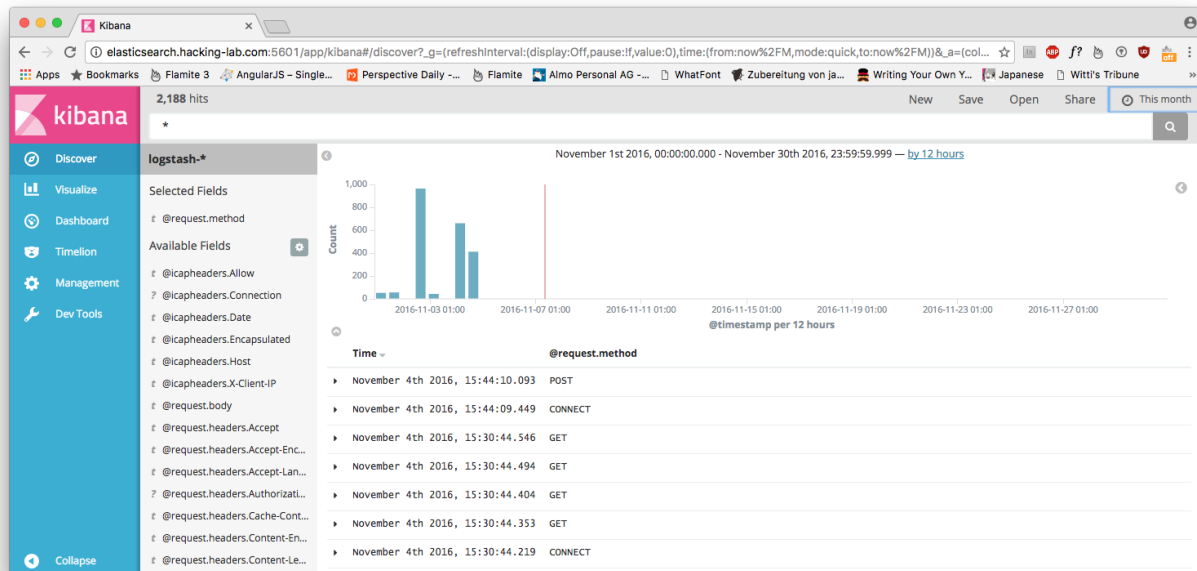 Kibana
elasticsearch.hacking-lab.com:5601/app/kibana#/discover?_g=(refreshInterval:(display:Off,pause:!f,value:0),time:(from:now%2FM,mode:quick,to:now%2FM))&_a=(col...
Apps Bookmarks Flamite 3 AngularJS – Single... Perspective Daily -... Flamite Almo Personal AG -... WhatFont Zubereitung von ja... Writing Your Own Y... Japanese Witti's Tribune »
kibana
2,188 hits
New Save Open Share This month
*
Discover
Visualize
Dashboard
Timelion
Management
Dev Tools
Collapse
logstash-*
Selected Fields
t @request.method
Available Fields
t @icapheaders.Allow
? @icapheaders.Connection
t @icapheaders.Date
t @icapheaders.Encapsulated
t @icapheaders.Host
t @icapheaders.X-Client-IP
t @request.body
t @request.headers.Accept
t @request.headers.Accept-Enc...
t @request.headers.Accept-Lan...
? @request.headers.Authorizati...
t @request.headers.Cache-Cont...
t @request.headers.Content-En...
t @request.headers.Content-Le...
November 1st 2016, 00:00:00.000 - November 30th 2016, 23:59:59.999 — by 12 hours
Count
1,000
800
600
400
200
0
2016-11-03 01:00 2016-11-07 01:00 2016-11-11 01:00 2016-11-15 01:00 2016-11-19 01:00 2016-11-23 01:00 2016-11-27 01:00
@timestamp per 12 hours
Time @request.method
November 4th 2016, 15:44:10.093 POST
November 4th 2016, 15:44:09.449 CONNECT
November 4th 2016, 15:30:44.546 GET
November 4th 2016, 15:30:44.494 GET
November 4th 2016, 15:30:44.404 GET
November 4th 2016, 15:30:44.353 GET
November 4th 2016, 15:30:44.219 CONNECT
ABP
f?
off